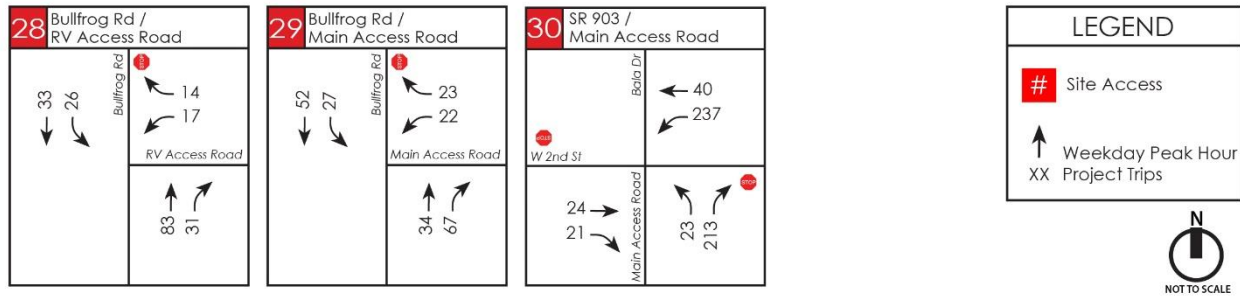 28
Bullfrog Rd /
RV Access Road
Bullfrog Rd
STOP
33
26
14
17
RV Access Road
83
31
29
Bullfrog Rd /
Main Access Road
Bullfrog Rd
STOP
52
27
23
22
Main Access Road
34
67
30
SR 903 /
Main Access Road
Bala Dr
40
237
STOP
W 2nd St
Main Access Road
STOP
24
21
23
213
LEGEND
# Site Access
Weekday Peak Hour
XX Project Trips
N
NOT TO SCALE